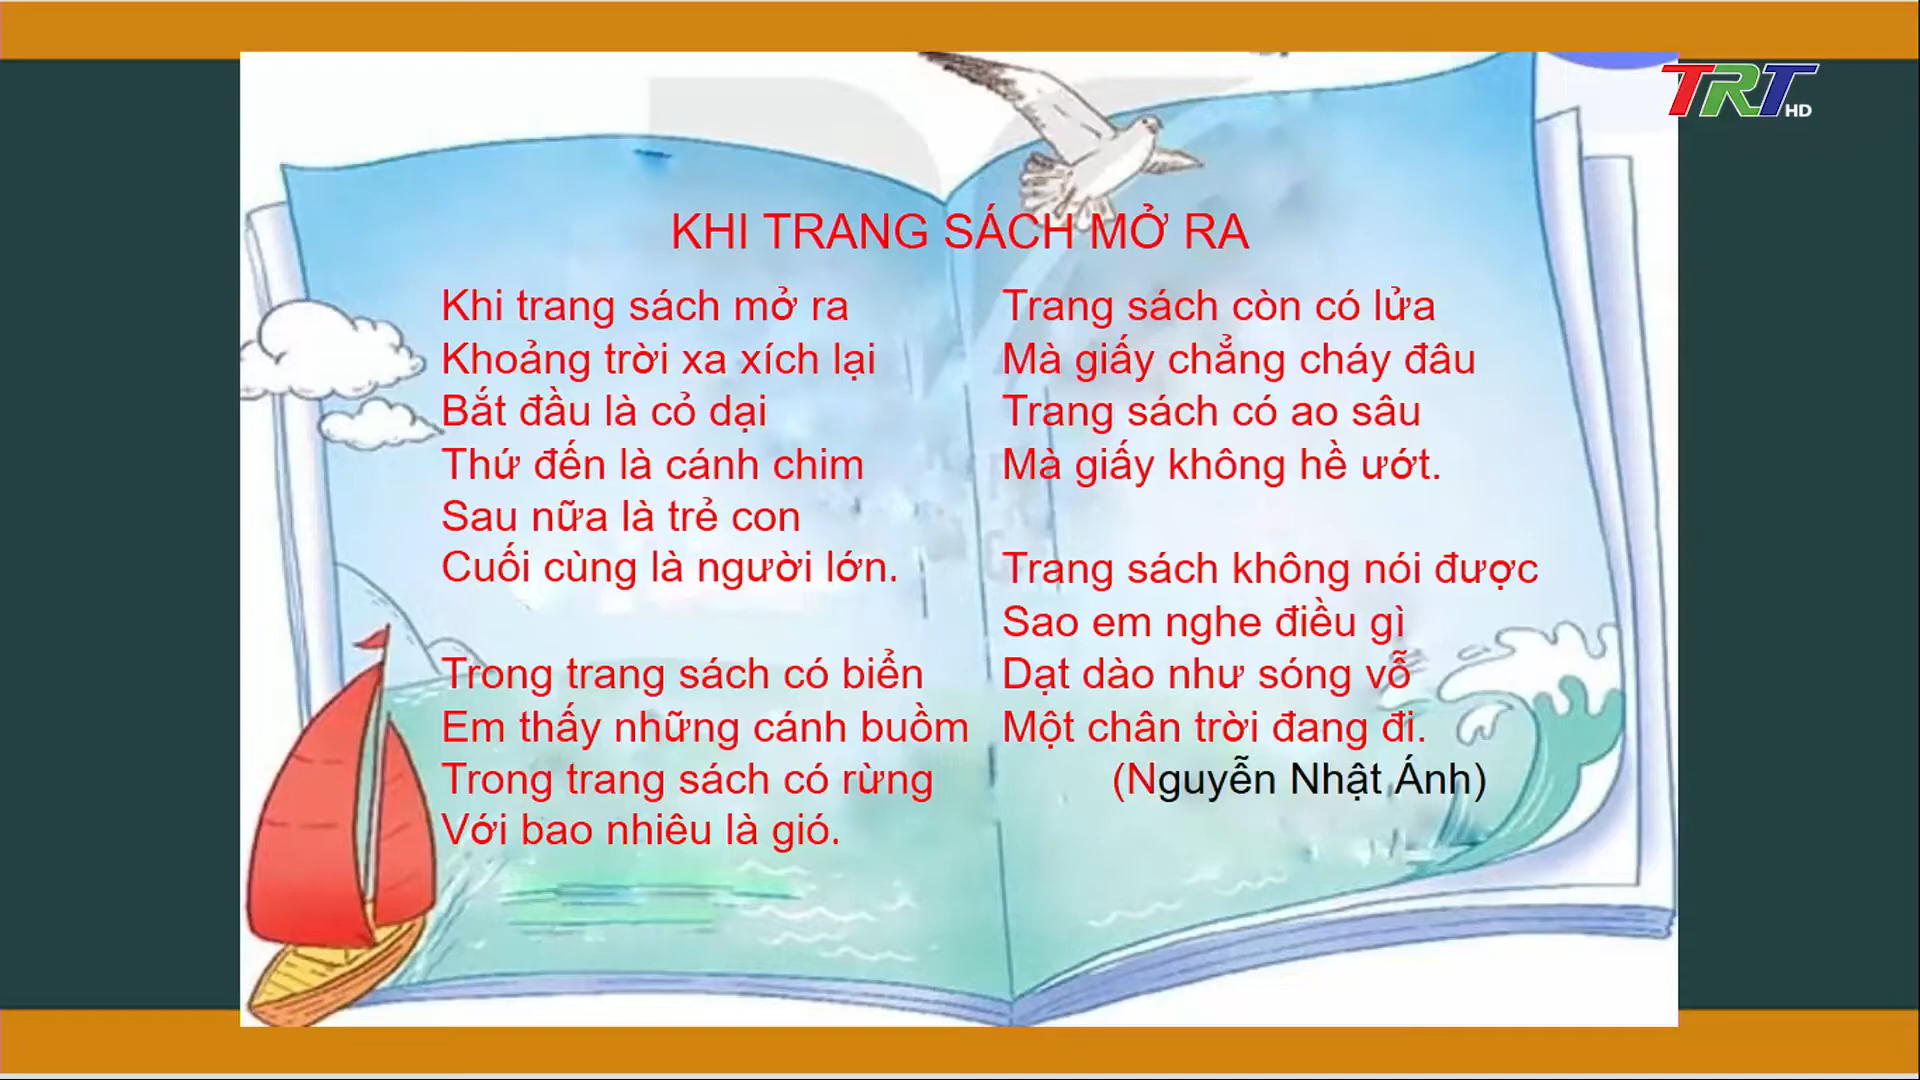 TRT HD
KHI TRANG SÁCH MỞ RA
Khi trang sách mở ra
Khoảng trời xa xích lại
Bắt đầu là cỏ dại
Thứ đến là cánh chim
Sau nữa là trẻ con
Cuối cùng là người lớn.
Trong trang sách có biển
Em thấy những cánh buồm
Trong trang sách có rừng
Với bao nhiêu là gió.
Trang sách còn có lửa
Mà giấy chẳng cháy đâu
Trang sách có ao sâu
Mà giấy không hề ướt.
Trang sách không nói được
Sao em nghe điều gì
Dạt dào như sóng vỗ
Một chân trời đang đi.
(Nguyễn Nhật Ánh)